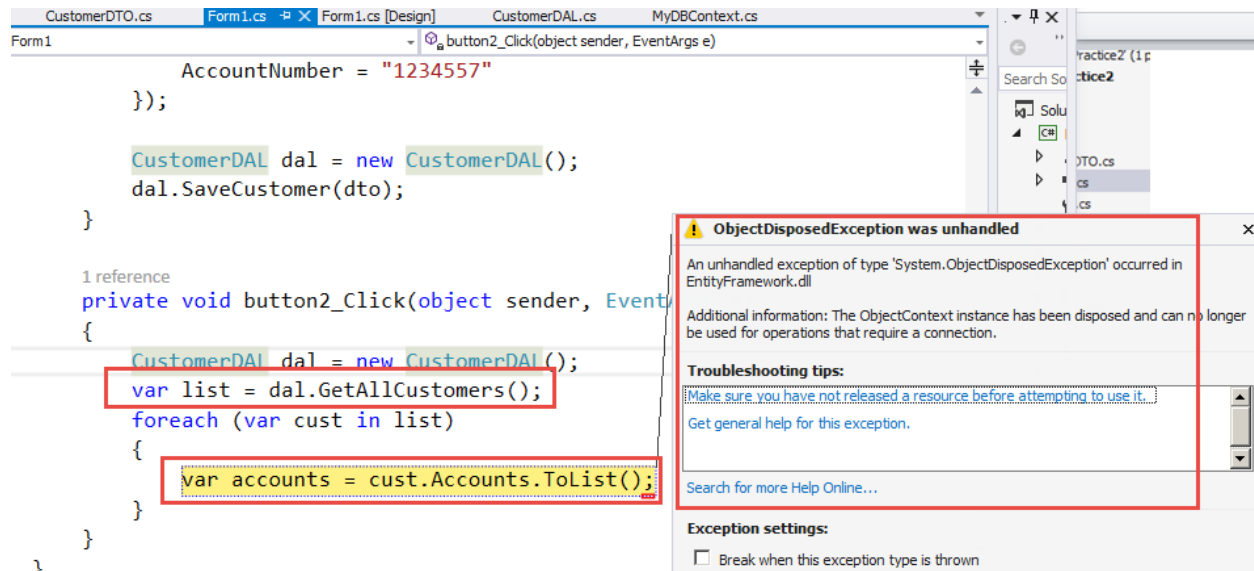 CustomerDTO.cs Form1.cs Form1.cs [Design] CustomerDAL.cs MyDBContext.cs
Form1 button2_Click(object sender, EventArgs e)
AccountNumber = "1234557"
});
CustomerDAL dal = new CustomerDAL();
dal.SaveCustomer(dto);
}
1 reference
private void button2_Click(object sender, Event
{
CustomerDAL dal = new CustomerDAL();
var list = dal.GetAllCustomers();
foreach (var cust in list)
{
var accounts = cust.Accounts.ToList();
}
}
}
Search So
Solu
C#
ractice2' (1 p
ctice2
DTO.cs
cs
.cs
ObjectDisposedException was unhandled
An unhandled exception of type 'System.ObjectDisposedException' occurred in
EntityFramework.dll
Additional information: The ObjectContext instance has been disposed and can no longer
be used for operations that require a connection.
Troubleshooting tips:
Make sure you have not released a resource before attempting to use it.
Get general help for this exception.
Search for more Help Online...
Exception settings:
Break when this exception type is thrown